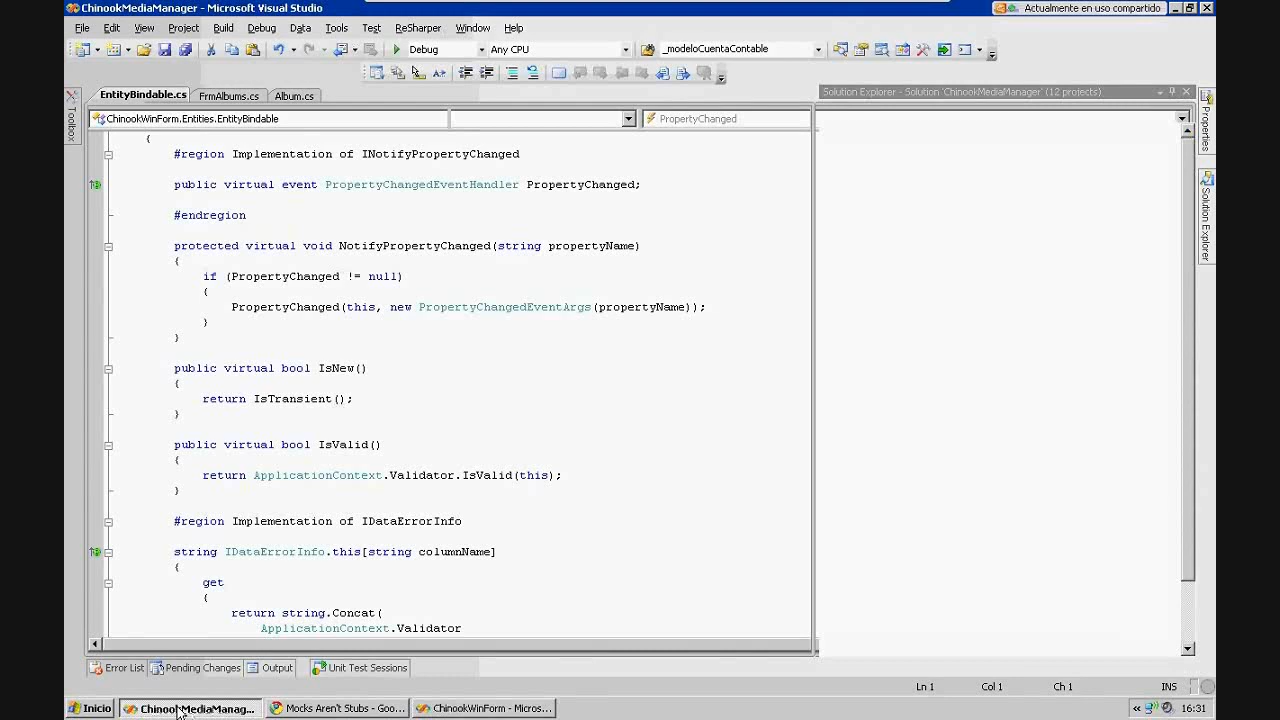 ChinookMediaManager - Microsoft Visual Studio
Actualmente en uso compartido
File Edit View Project Build Debug Data Tools Test ReSharper Window Help
Debug Any CPU _modeloCuentaContable
EntityBindable.cs FrmAlbums.cs Album.cs
Solution Explorer - Solution 'ChinookMediaManager' (12 projects)
Toolbox
Properties
Solution Explorer
ChinookWinForm.Entities.EntityBindable PropertyChanged
{
#region Implementation of INotifyPropertyChanged
public virtual event PropertyChangedEventHandler PropertyChanged;
#endregion
protected virtual void NotifyPropertyChanged(string propertyName)
{
if (PropertyChanged != null)
{
PropertyChanged(this, new PropertyChangedEventArgs(propertyName));
}
}
public virtual bool IsNew()
{
return IsTransient();
}
public virtual bool IsValid()
{
return ApplicationContext.Validator.IsValid(this);
}
#region Implementation of IDataErrorInfo
string IDataErrorInfo.this[string columnName]
{
get
{
return string.Concat(
ApplicationContext.Validator
Error List Pending Changes Output Unit Test Sessions
Ln 1 Col 1 Ch 1 INS
Inicio ChinookMediaManag... Mocks Aren't Stubs - Goo... ChinookWinForm - Micros... « 16:31